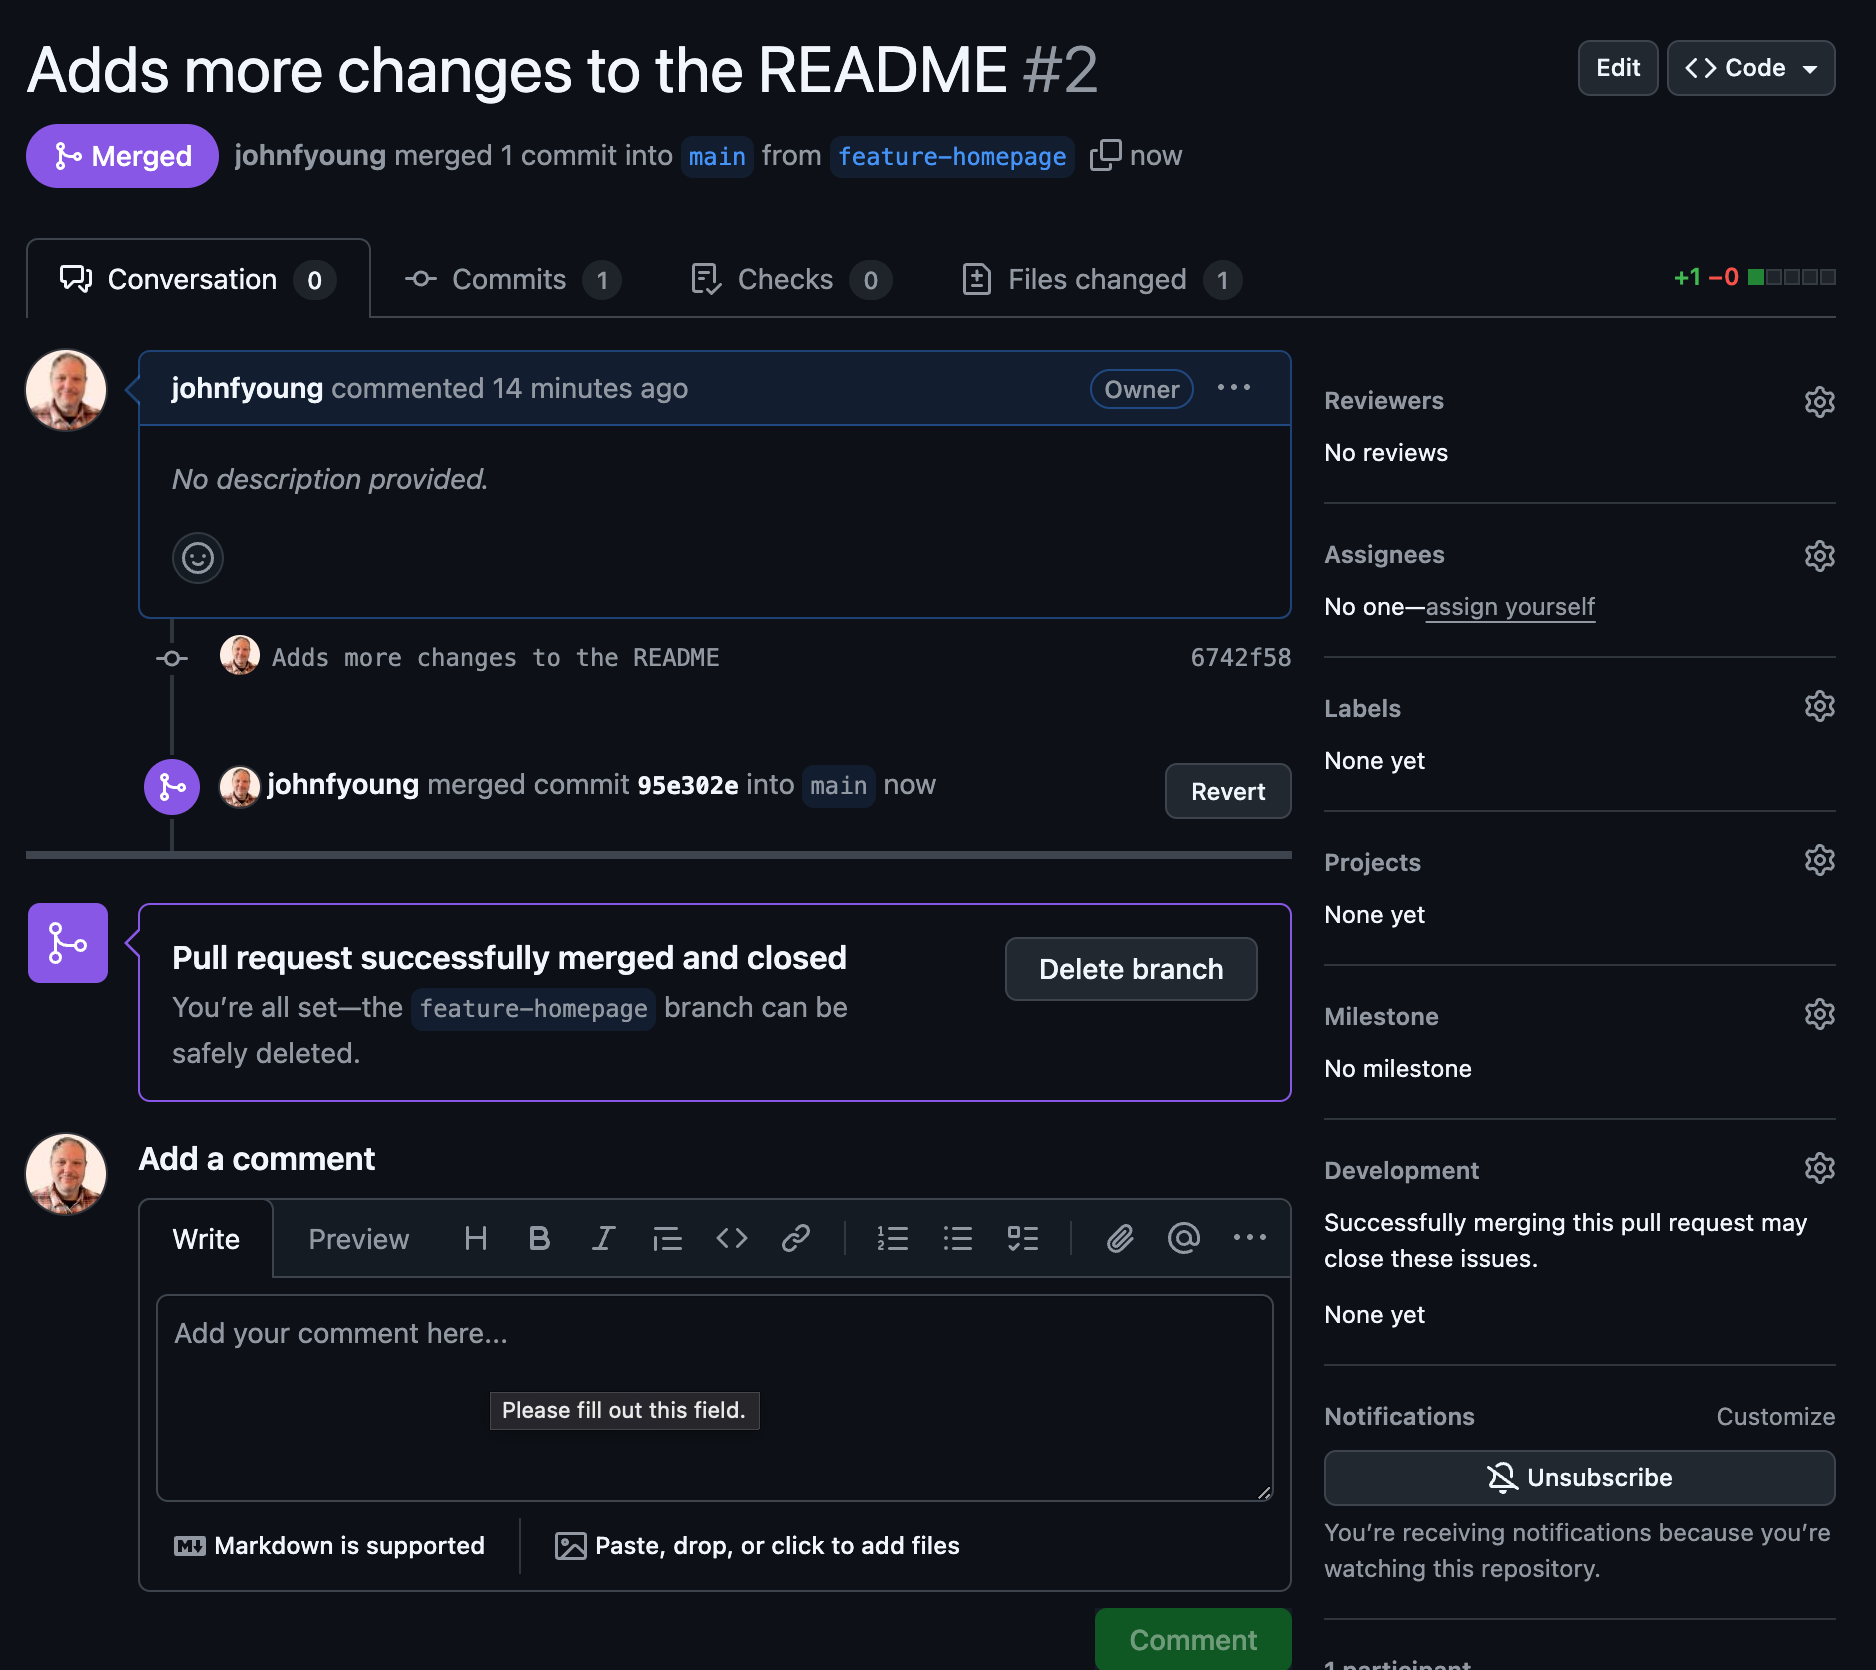 Adds more changes to the README #2
Edit
Code
Merged
johnfyoung merged 1 commit into main from feature-homepage now
Conversation 0
Commits 1
Checks 0
Files changed 1
+1 −0
johnfyoung commented 14 minutes ago
Owner
No description provided.
Adds more changes to the README
6742f58
johnfyoung merged commit 95e302e into main now
Revert
Pull request successfully merged and closed
You’re all set—the feature-homepage branch can be
safely deleted.
Delete branch
Add a comment
Write
Preview
Add your comment here...
Please fill out this field.
Markdown is supported
Paste, drop, or click to add files
Comment
Reviewers
No reviews
Assignees
No one—assign yourself
Labels
None yet
Projects
None yet
Milestone
No milestone
Development
Successfully merging this pull request may
close these issues.
None yet
Notifications
Customize
Unsubscribe
You’re receiving notifications because you’re
watching this repository.
1 participant